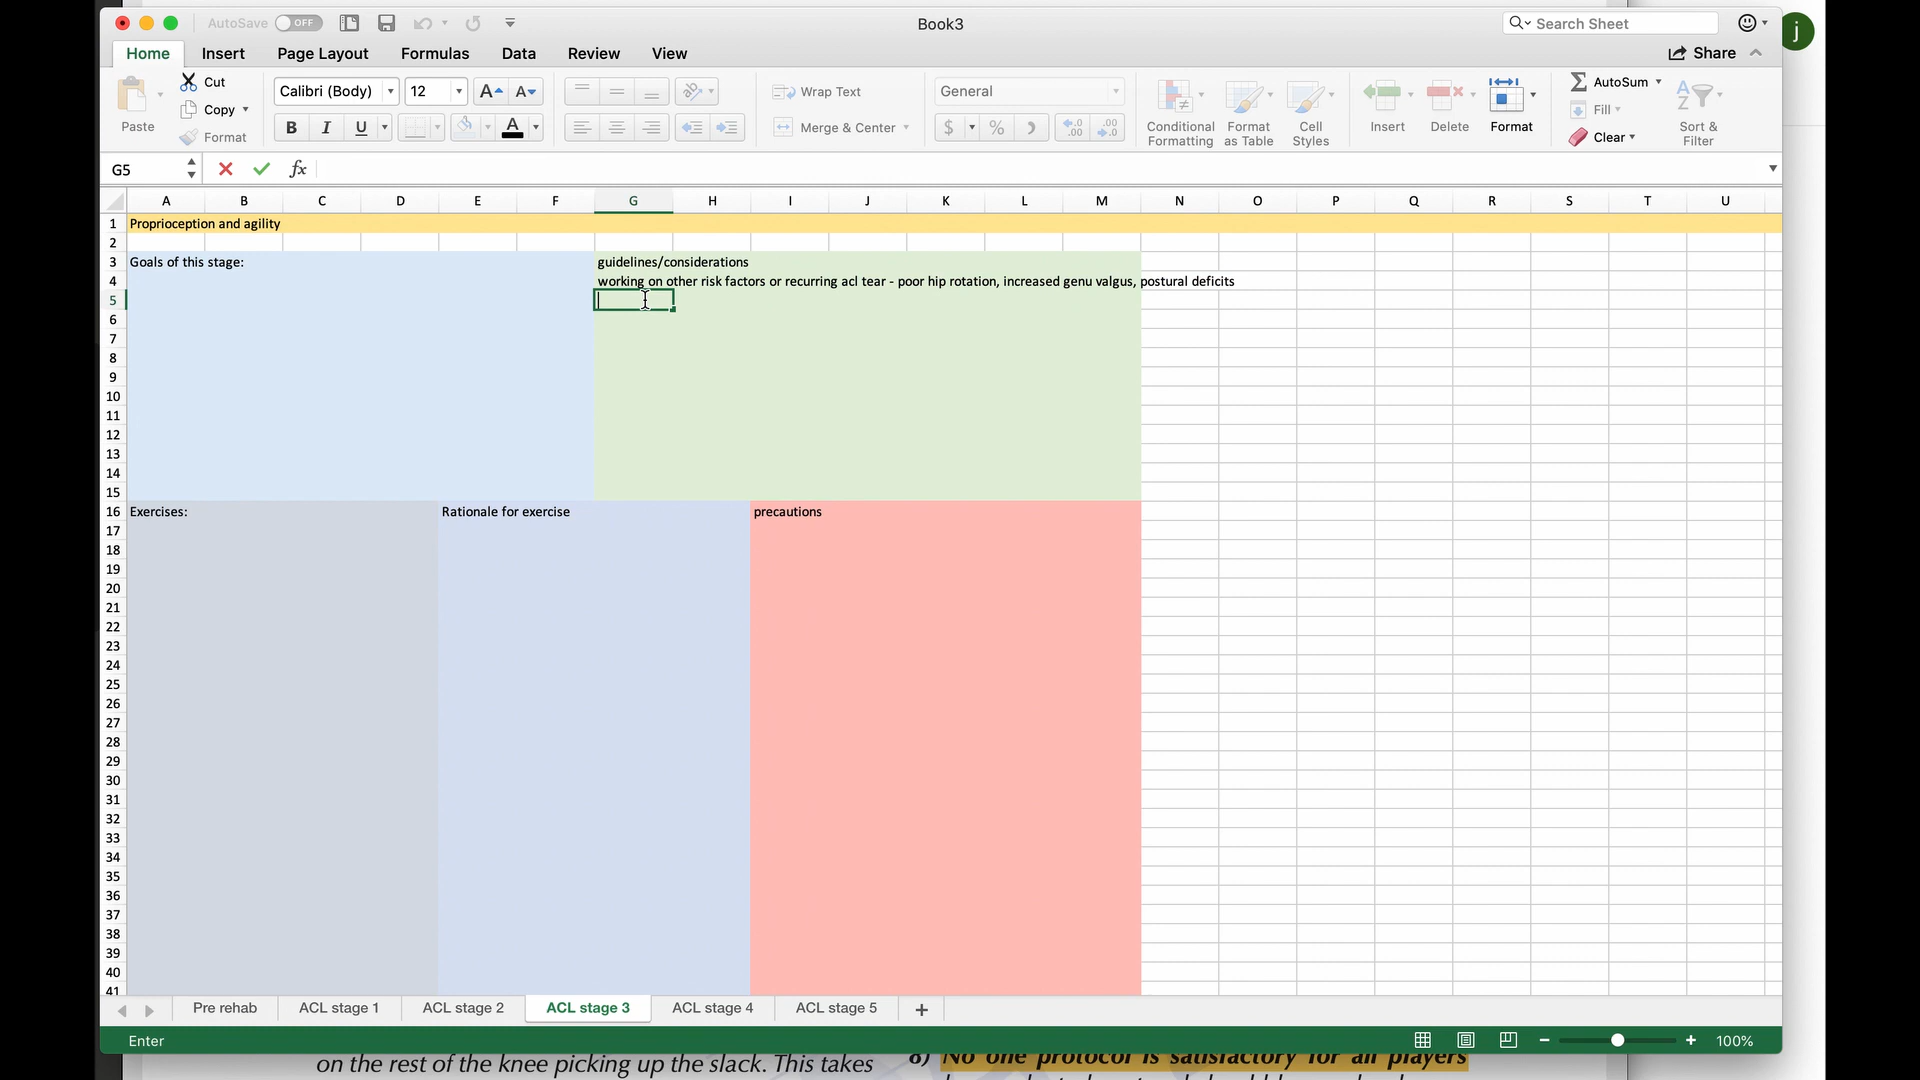 AutoSave OFF
Book3
Search Sheet
j
Home Insert Page Layout Formulas Data Review View
Share
Paste
Cut
Copy
Format
Calibri (Body) 12
A A
B I U A
Wrap Text
Merge & Center
General
$ % )
.00 .00
Conditional Formatting
Format as Table
Cell Styles
Insert
Delete
Format
AutoSum
Fill
Clear
Sort & Filter
G5
fx
A B C D E F G H I J K L M N O P Q R S T U
1 Proprioception and agility
2
3 Goals of this stage: guidelines/considerations
4 working on other risk factors or recurring acl tear - poor hip rotation, increased genu valgus, postural deficits
5
6
7
8
9
10
11
12
13
14
15
16 Exercises: Rationale for exercise precautions
17
18
19
20
21
22
23
24
25
26
27
28
29
30
31
32
33
34
35
36
37
38
39
40
41
Pre rehab ACL stage 1 ACL stage 2 ACL stage 3 ACL stage 4 ACL stage 5 +
Enter
100%
on the rest of the knee picking up the slack. This takes
8) No one protocol is satisfactory for all players